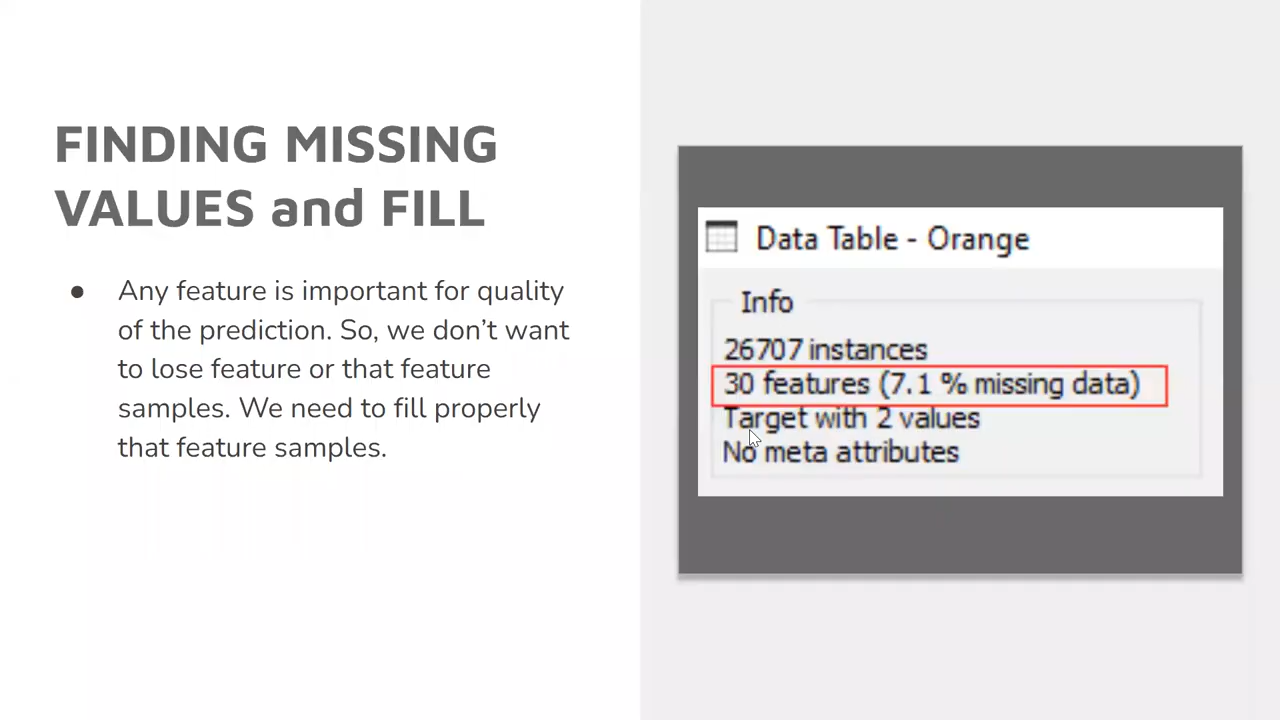 FINDING MISSING
VALUES and FILL
● Any feature is important for quality
of the prediction. So, we don’t want
to lose feature or that feature
samples. We need to fill properly
that feature samples.
Data Table - Orange
Info
26707 instances
30 features (7.1 % missing data)
Target with 2 values
No meta attributes